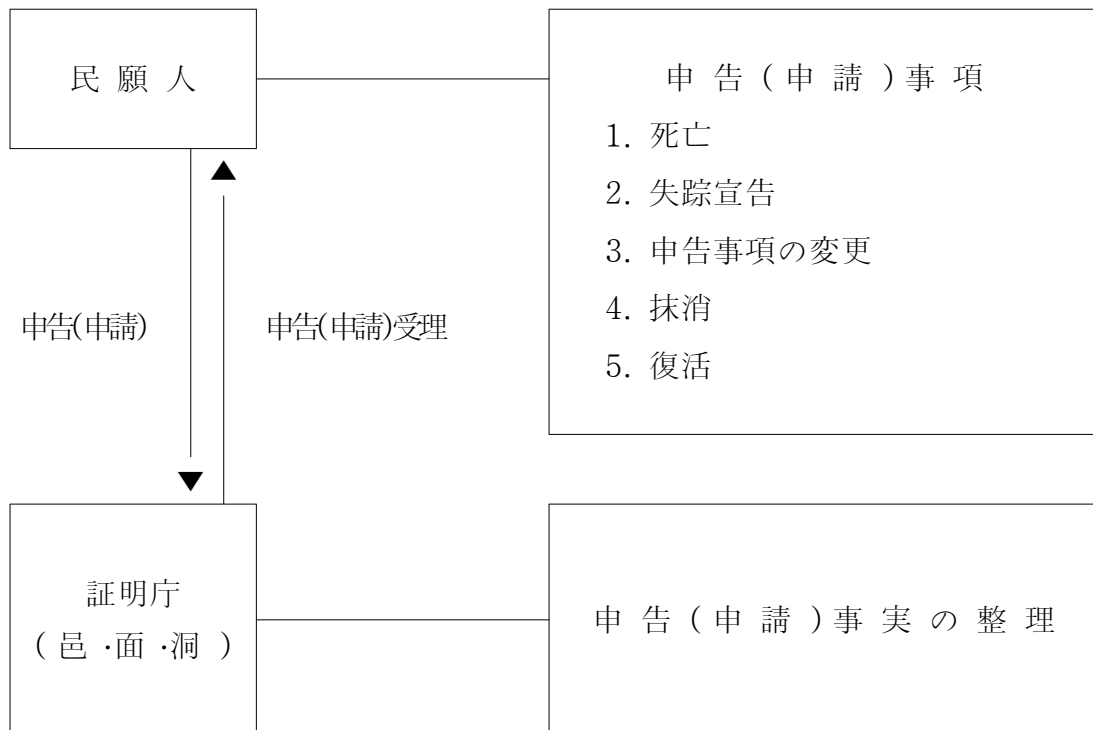 民願人
申告(申請)事項
1. 死亡
2. 失踪宣告
3. 申告事項の変更
4. 抹消
5. 復活
申告(申請)
申告(申請)受理
証明庁
(邑·面·洞)
申告(申請)事実の整理